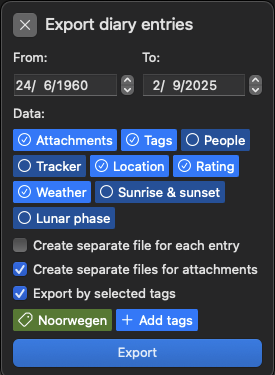 Export diary entries
From: To:
24/ 6/1960 2/ 9/2025
Data:
Attachments Tags People
Tracker Location Rating
Weather Sunrise & sunset
Lunar phase
Create separate file for each entry
Create separate files for attachments
Export by selected tags
Noorwegen + Add tags
Export